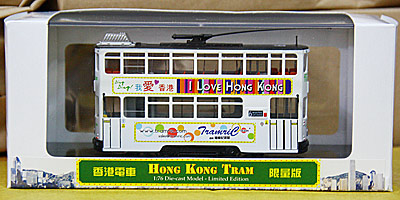 我愛香港 I LOVE HONG KONG
TramriC
香港電車 HONG KONG TRAM 限量版
1:76 Die-cast Model - Limited Edition